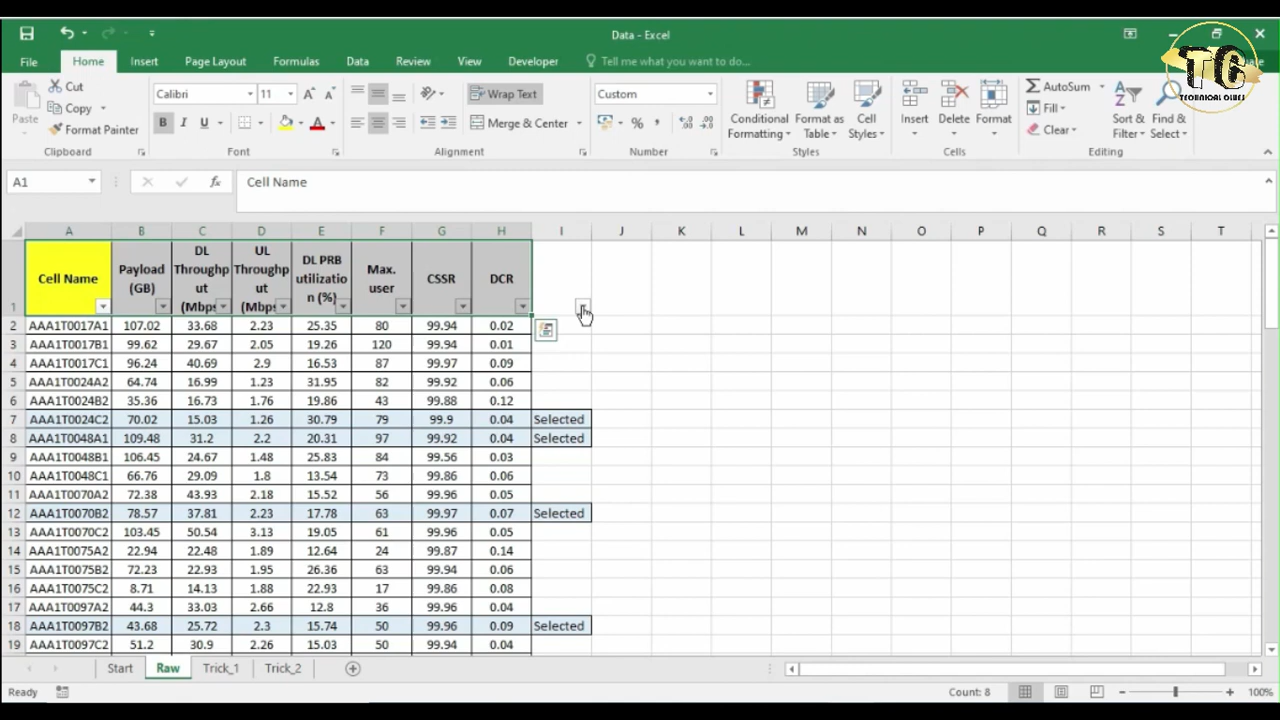 Data - Excel
File Home Insert Page Layout Formulas Data Review View Developer Tell me what you want to do...
TG
TECHNICAL GUIES
Paste Cut Copy Format Painter Clipboard
Calibri 11 B I U Font
Wrap Text Merge & Center Alignment
Custom % , Number
Conditional Formatting Format as Table Cell Styles Styles
Insert Delete Format Cells
AutoSum Fill Clear Sort & Filter Find & Select Editing
A1 fx Cell Name
A B C D E F G H I J K L M N O P Q R S T
1 Cell Name Payload (GB) DL Throughput (Mbps UL Throughput (Mbps DL PRB utilization (%) Max. user CSSR DCR
2 AAA1T0017A1 107.02 33.68 2.23 25.35 80 99.94 0.02
3 AAA1T0017B1 99.62 29.67 2.05 19.26 120 99.94 0.01
4 AAA1T0017C1 96.24 40.69 2.9 16.53 87 99.97 0.09
5 AAA1T0024A2 64.74 16.99 1.23 31.95 82 99.92 0.06
6 AAA1T0024B2 35.36 16.73 1.76 19.86 43 99.88 0.12
7 AAA1T0024C2 70.02 15.03 1.26 30.79 79 99.9 0.04 Selected
8 AAA1T0048A1 109.48 31.2 2.2 20.31 97 99.92 0.04 Selected
9 AAA1T0048B1 106.45 24.67 1.48 25.83 84 99.56 0.03
10 AAA1T0048C1 66.76 29.09 1.8 13.54 73 99.86 0.06
11 AAA1T0070A2 72.38 43.93 2.18 15.52 56 99.96 0.05
12 AAA1T0070B2 78.57 37.81 2.23 17.78 63 99.97 0.07 Selected
13 AAA1T0070C2 103.45 50.54 3.13 19.05 61 99.96 0.05
14 AAA1T0075A2 22.94 22.48 1.89 12.64 24 99.87 0.14
15 AAA1T0075B2 72.23 22.93 1.95 26.36 63 99.94 0.06
16 AAA1T0075C2 8.71 14.13 1.88 22.93 17 99.86 0.08
17 AAA1T0097A2 44.3 33.03 2.66 12.8 36 99.96 0.04
18 AAA1T0097B2 43.68 25.72 2.3 15.74 50 99.96 0.09 Selected
19 AAA1T0097C2 51.2 30.9 2.26 15.03 50 99.94 0.04
Start Raw Trick_1 Trick_2
Ready Count: 8 100%